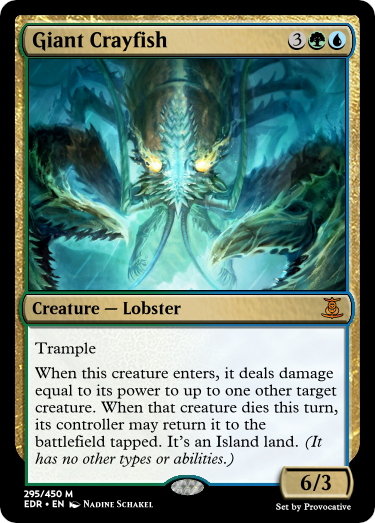 Giant Crayfish 3
Creature — Lobster
Trample
When this creature enters, it deals damage
equal to its power to up to one other target
creature. When that creature dies this turn,
its controller may return it to the
battlefield tapped. It's an Island land. (It
has no other types or abilities.)
6/3
295/450 M
EDR • EN Nadine Schakel
Set by Provocative